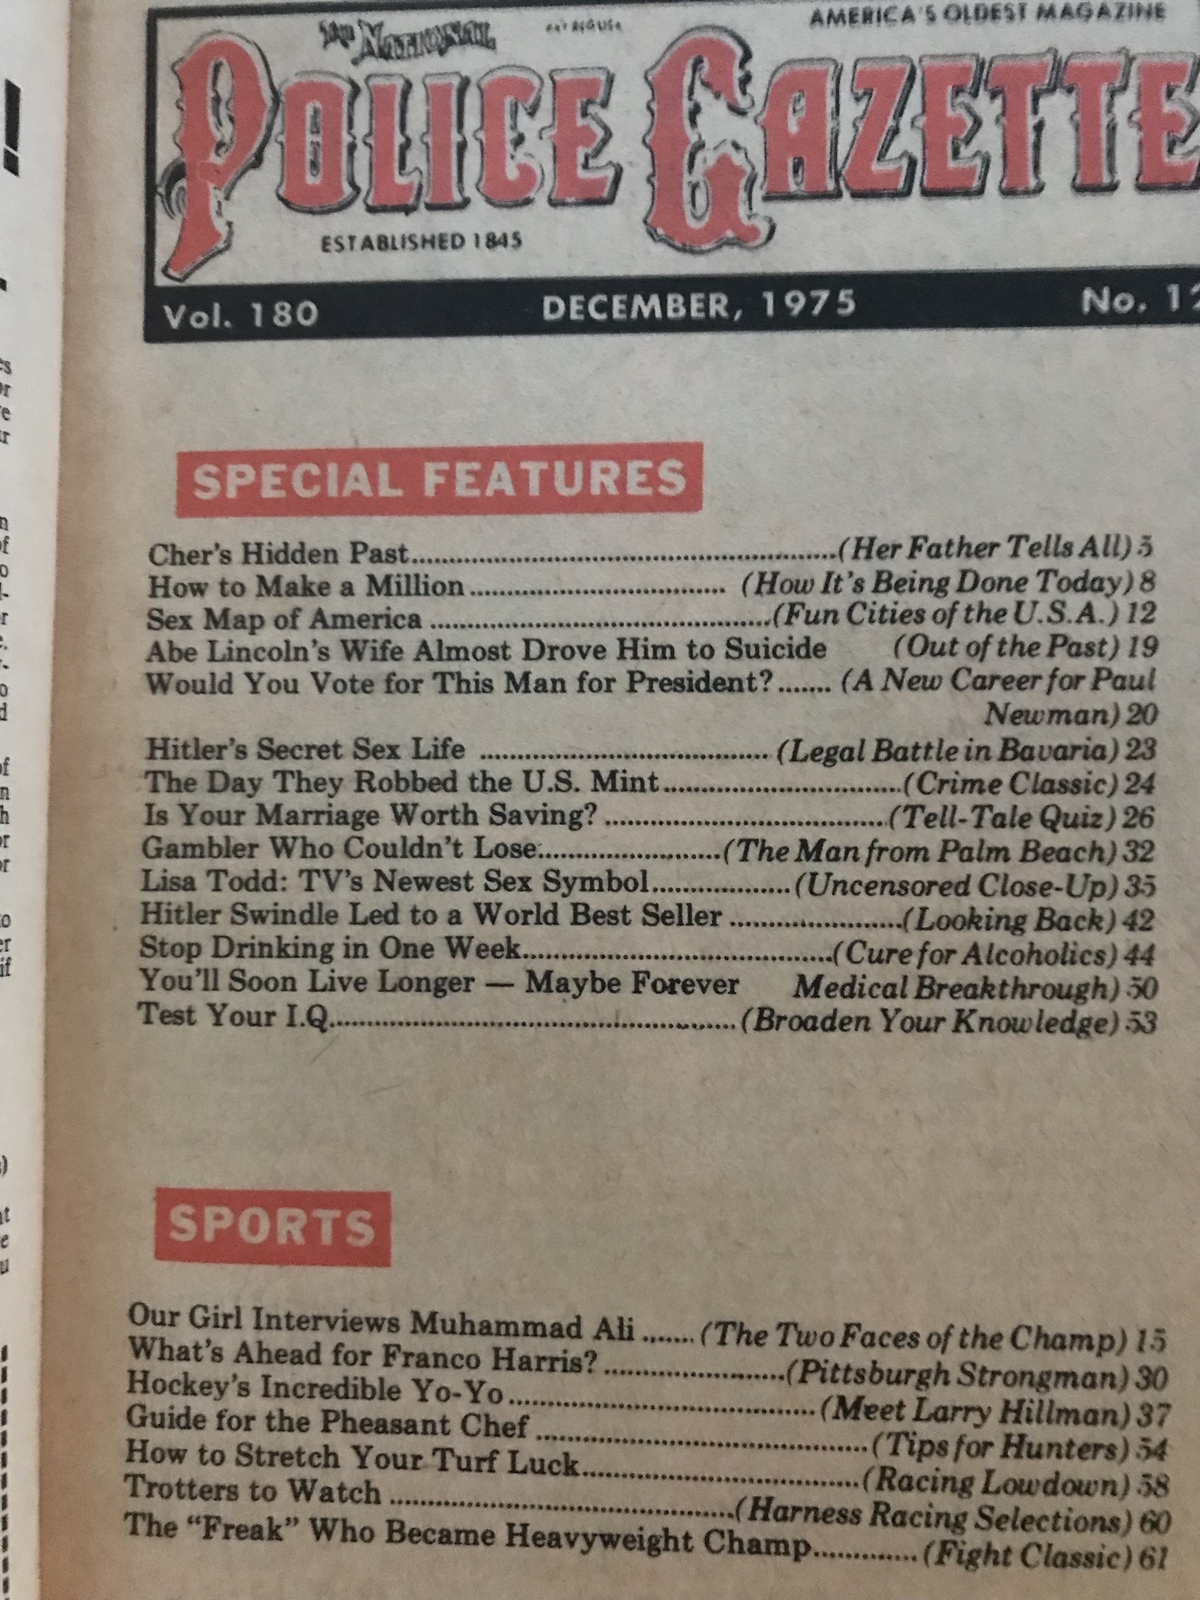 AMERICA'S OLDEST MAGAZINE
The NATIONAL
POLICE GAZETTE
ESTABLISHED 1845
Vol. 180 DECEMBER, 1975 No. 12
SPECIAL FEATURES
Cher's Hidden Past..........(Her Father Tells All) 5
How to Make a Million.......... (How It's Being Done Today) 8
Sex Map of America ..........(Fun Cities of the U.S.A.) 12
Abe Lincoln's Wife Almost Drove Him to Suicide (Out of the Past) 19
Would You Vote for This Man for President?....... (A New Career for Paul
Newman) 20
Hitler's Secret Sex Life .......... (Legal Battle in Bavaria) 23
The Day They Robbed the U.S. Mint..........(Crime Classic) 24
Is Your Marriage Worth Saving? ..........(Tell-Tale Quiz) 26
Gambler Who Couldn't Lose..........(The Man from Palm Beach) 32
Lisa Todd: TV's Newest Sex Symbol..........(Uncensored Close-Up) 35
Hitler Swindle Led to a World Best Seller ..........(Looking Back) 42
Stop Drinking in One Week..........(Cure for Alcoholics) 44
You'll Soon Live Longer — Maybe Forever Medical Breakthrough) 50
Test Your I.Q...........(Broaden Your Knowledge) 53
SPORTS
Our Girl Interviews Muhammad Ali ....... (The Two Faces of the Champ) 15
What's Ahead for Franco Harris? ..........(Pittsburgh Strongman) 30
Hockey's Incredible Yo-Yo..........(Meet Larry Hillman) 37
Guide for the Pheasant Chef ..........(Tips for Hunters) 54
How to Stretch Your Turf Luck..........(Racing Lowdown) 58
Trotters to Watch ..........(Harness Racing Selections) 60
The "Freak" Who Became Heavyweight Champ..........(Fight Classic) 61